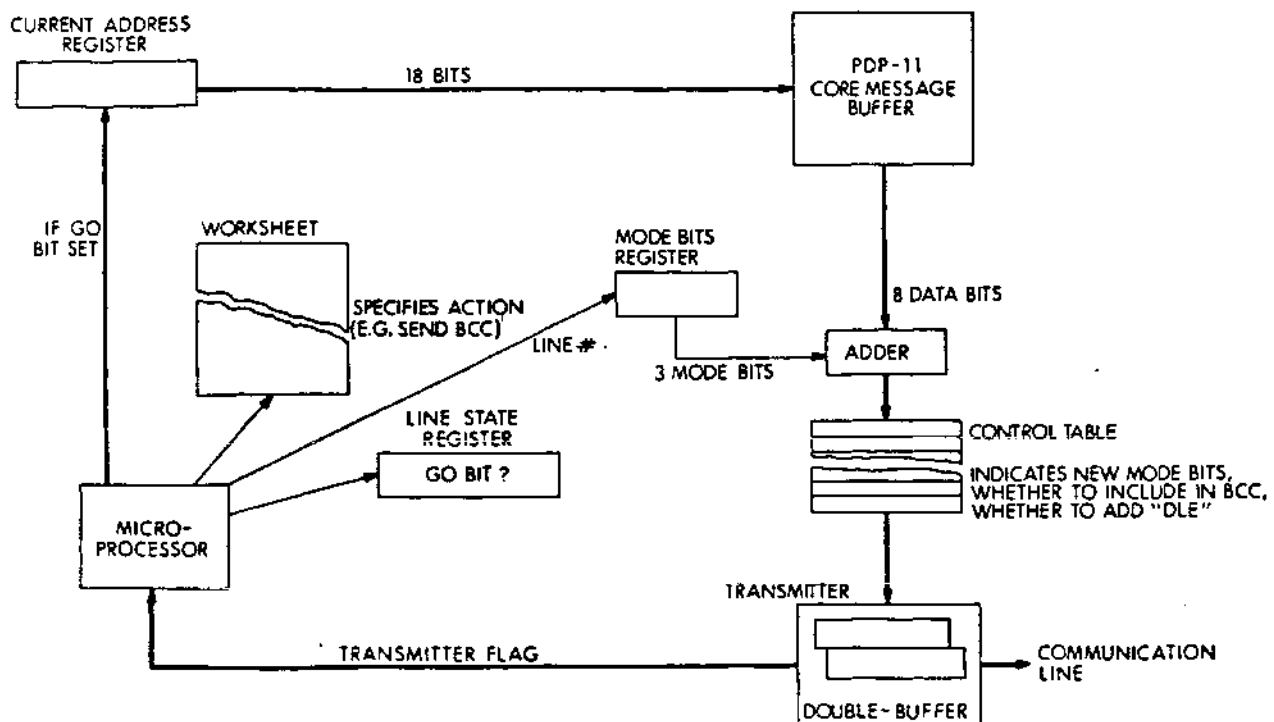 CURRENT ADDRESS
REGISTER
18 BITS
PDP-11
CORE MESSAGE
BUFFER
IF GO
BIT SET
WORKSHEET
SPECIFIES ACTION
(E.G. SEND BCC)
LINE #
MODE BITS
REGISTER
8 DATA BITS
3 MODE BITS
ADDER
LINE STATE
REGISTER
GO BIT ?
CONTROL TABLE
INDICATES NEW MODE BITS,
WHETHER TO INCLUDE IN BCC,
WHETHER TO ADD "DLE"
MICRO-
PROCESSOR
TRANSMITTER
TRANSMITTER FLAG
COMMUNICATION
LINE
DOUBLE-BUFFER